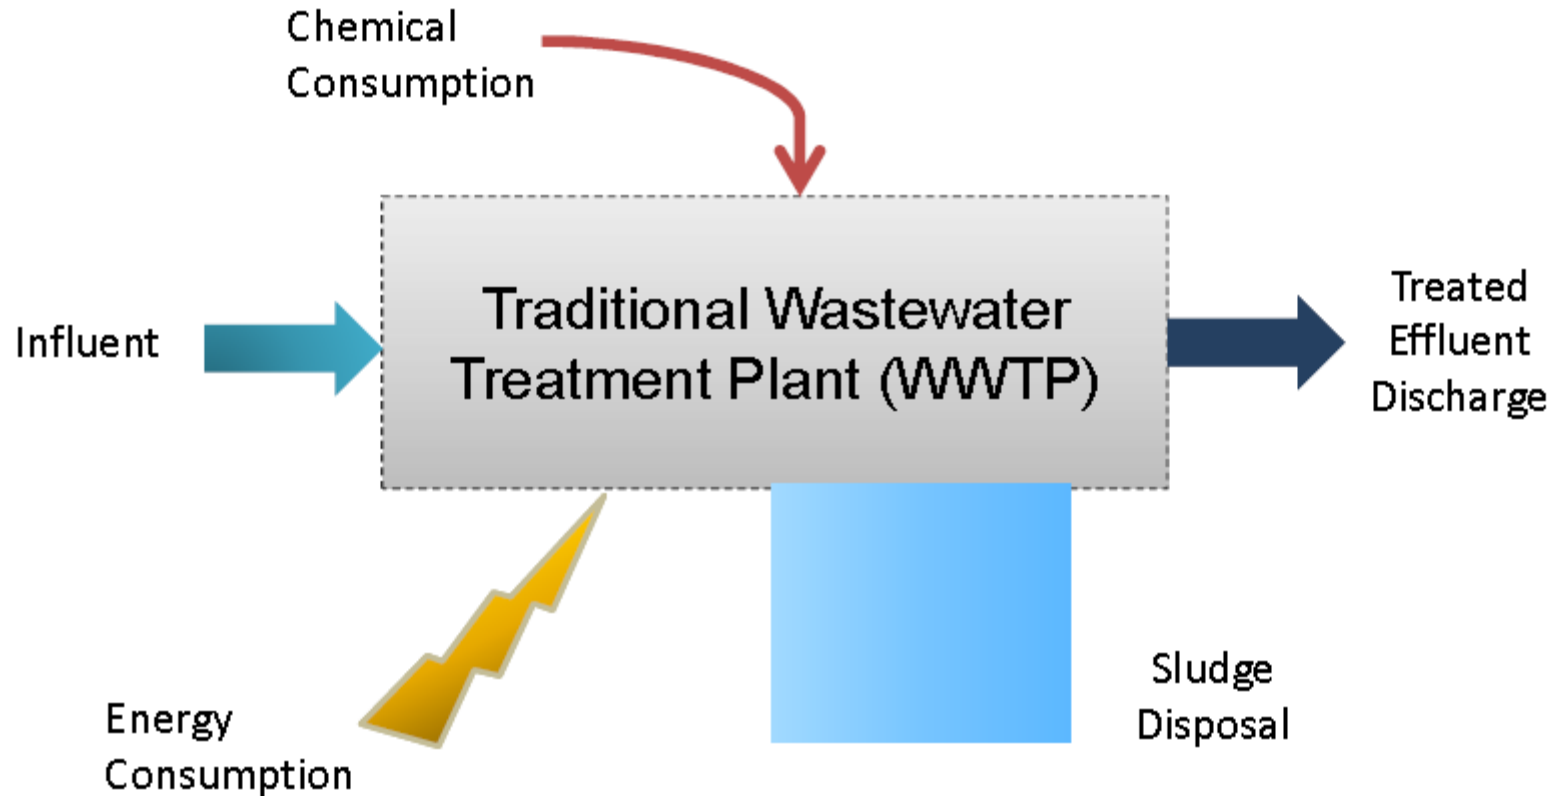 Chemical
Consumption
Influent
Traditional Wastewater
Treatment Plant (WWTP)
Treated
Effluent
Discharge
Energy
Consumption
Sludge
Disposal